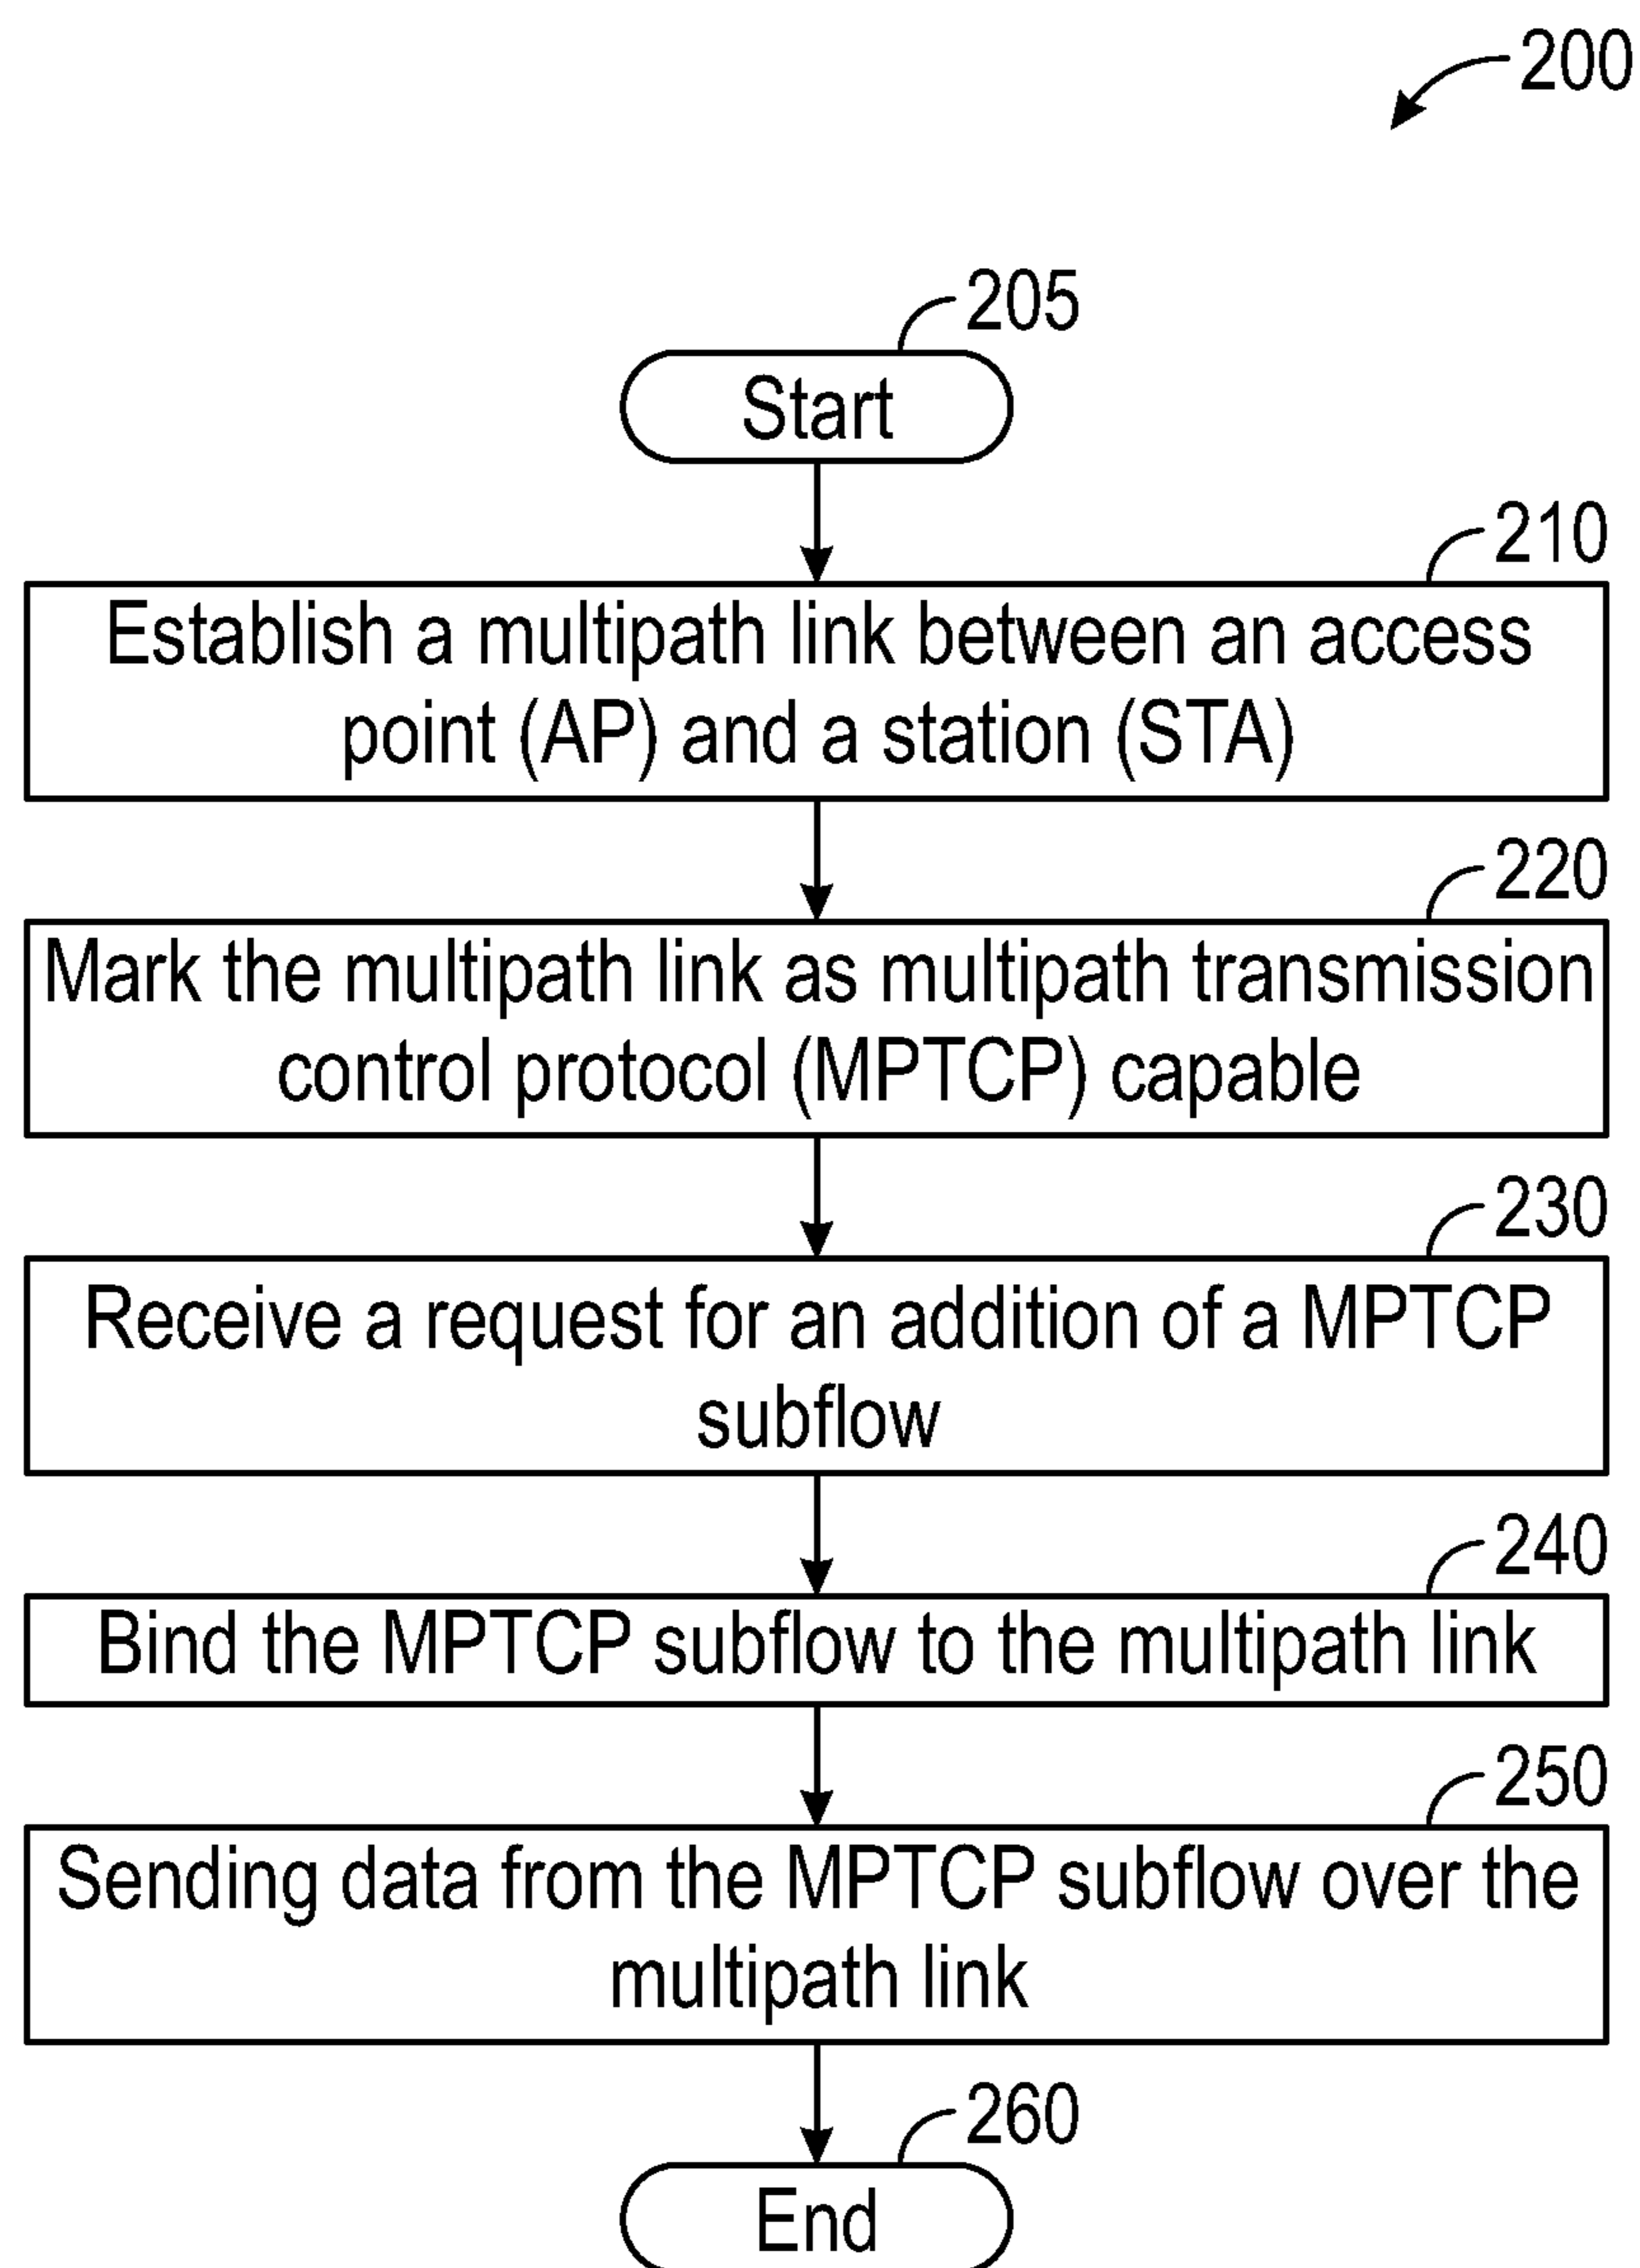 200
205
Start
210
Establish a multipath link between an access
point (AP) and a station (STA)
220
Mark the multipath link as multipath transmission
control protocol (MPTCP) capable
230
Receive a request for an addition of a MPTCP
subflow
240
Bind the MPTCP subflow to the multipath link
250
Sending data from the MPTCP subflow over the
multipath link
260
End